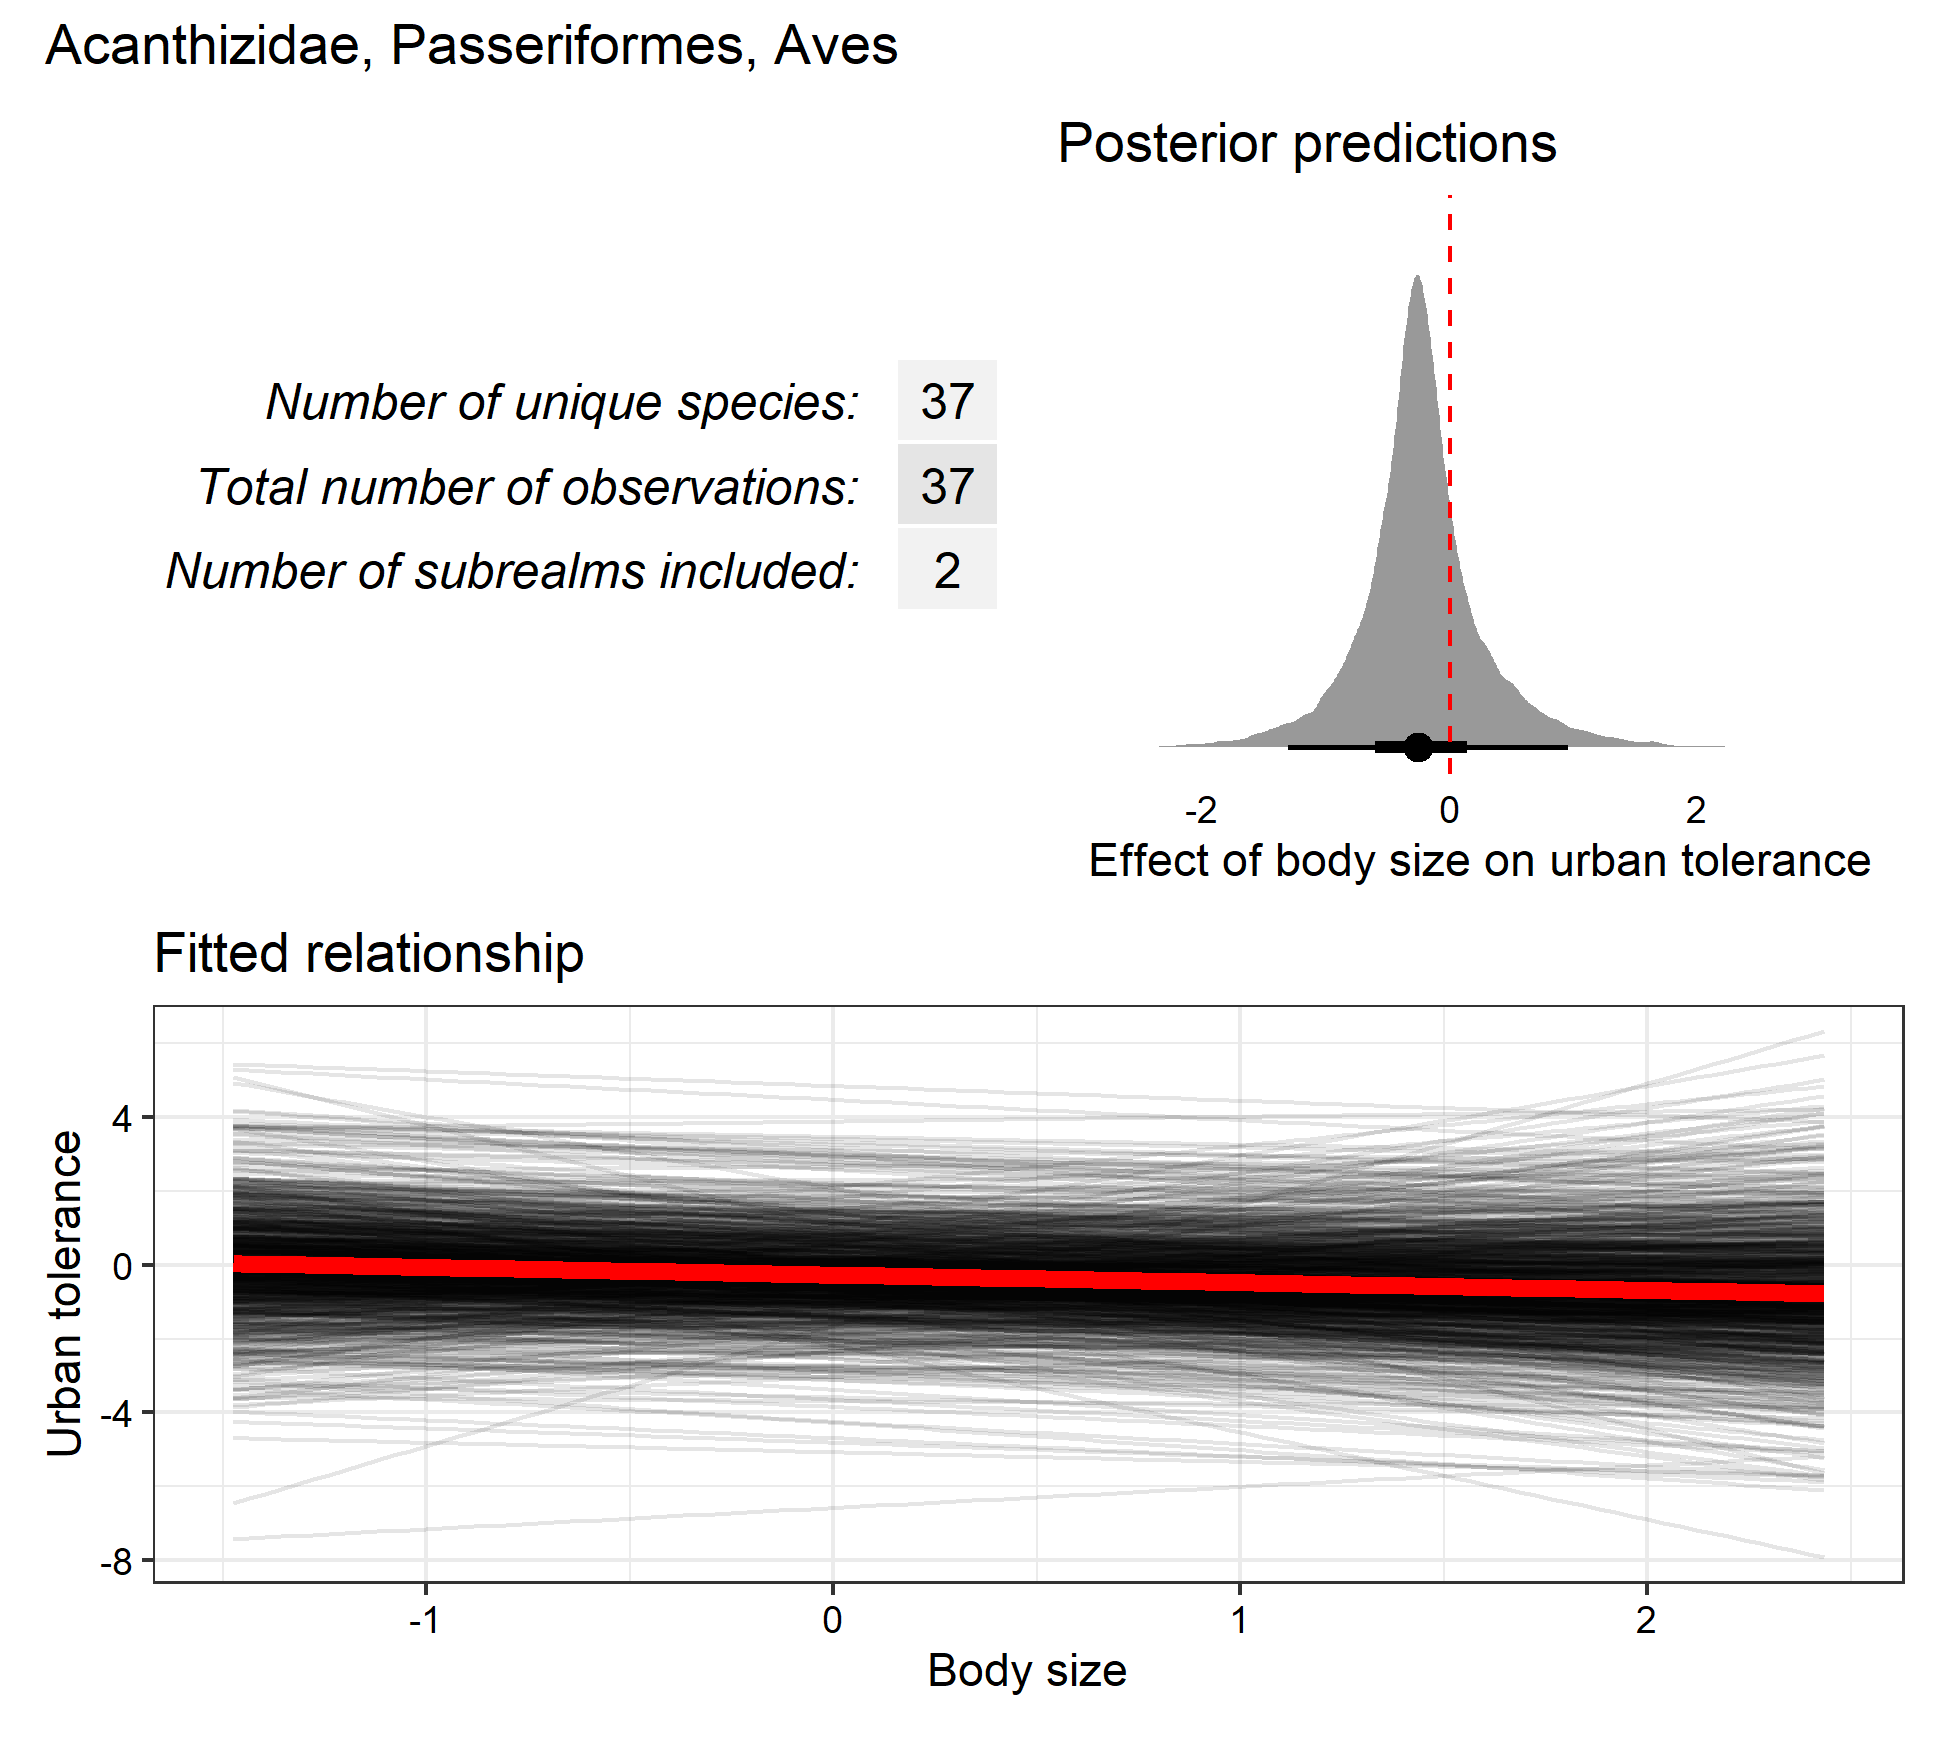 Acanthizidae, Passeriformes, Aves
Posterior predictions
Number of unique species: 37
Total number of observations: 37
Number of subrealms included: 2
-2 0 2
Effect of body size on urban tolerance
Fitted relationship
Urban tolerance
4
0
-4
-8
-1 0 1 2
Body size